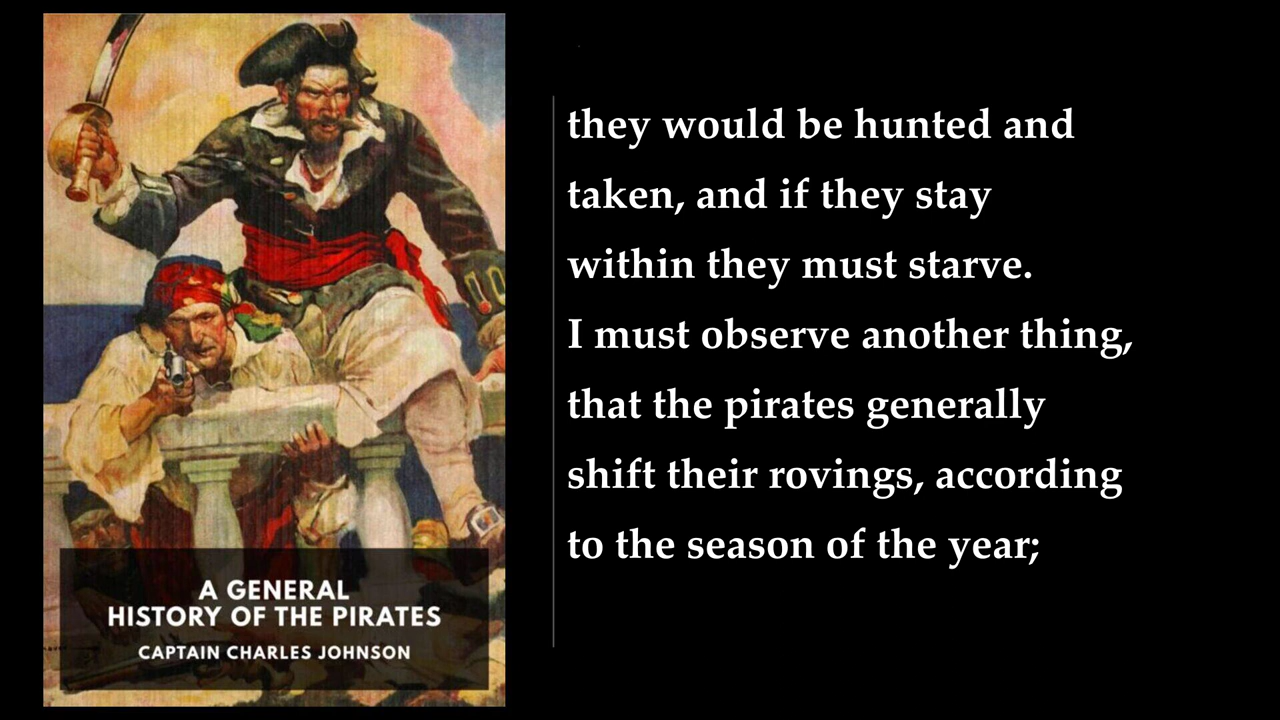 A GENERAL
HISTORY OF THE PIRATES
CAPTAIN CHARLES JOHNSON
they would be hunted and
taken, and if they stay
within they must starve.
I must observe another thing,
that the pirates generally
shift their rovings, according
to the season of the year;